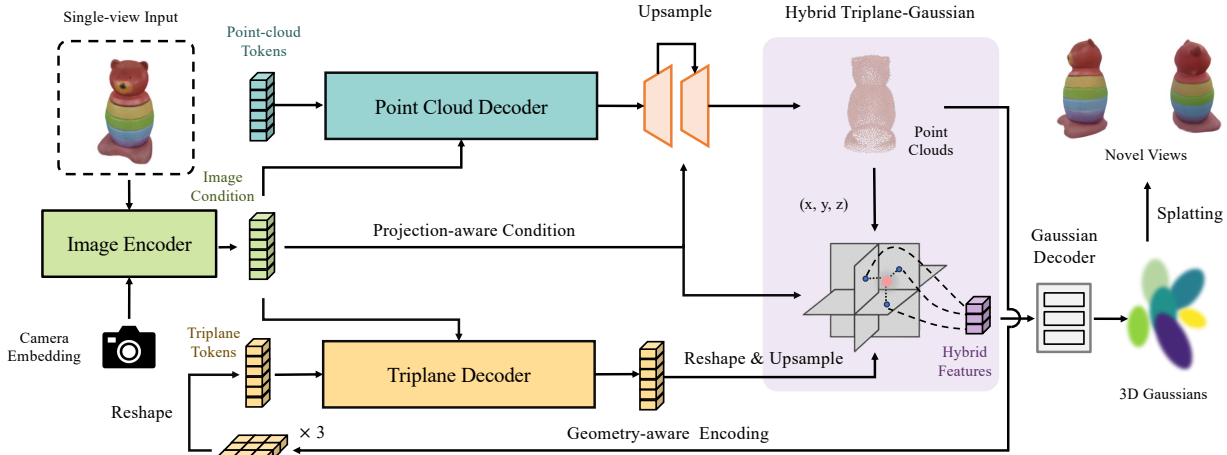 Single-view Input
Point-cloud
Tokens
Upsample
Hybrid Triplane-Gaussian
Point Cloud Decoder
Point
Clouds
Novel Views
Image
Condition
(x, y, z)
Splatting
Image Encoder
Projection-aware Condition
Gaussian
Decoder
Camera
Embedding
Triplane
Tokens
Triplane Decoder
Reshape & Upsample
Hybrid
Features
3D Gaussians
Reshape
× 3
Geometry-aware Encoding